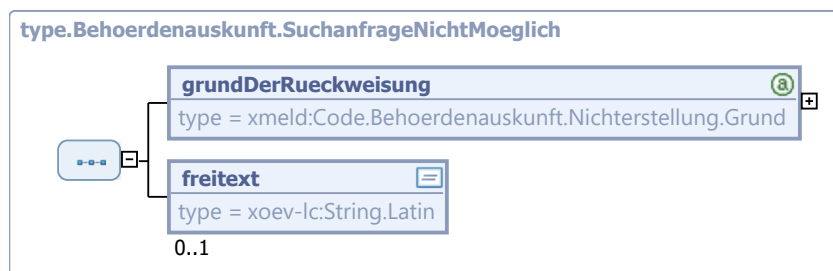 type.Behoerdenauskunft.SuchanfrageNichtMoeglich
grundDerRueckweisung
type = xmeld:Code.Behoerdenauskunft.Nichterstellung.Grund
freitext
type = xoev-lc:String.Latin
0..1